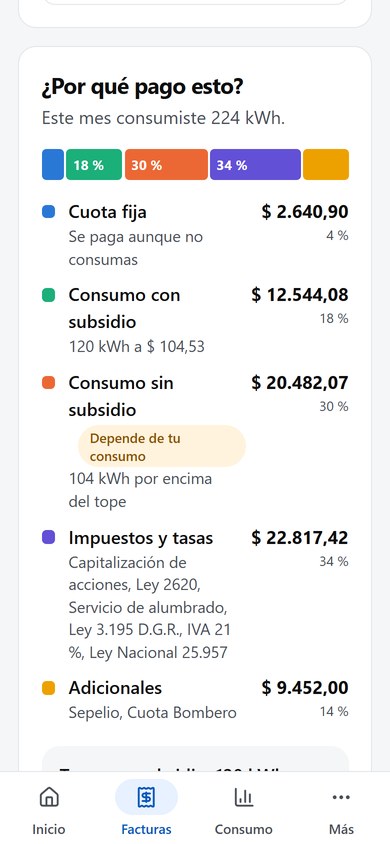 ¿Por qué pago esto?
Este mes consumiste 224 kWh.
18 % 30 % 34 %
Cuota fija $ 2.640,90
Se paga aunque no 4 %
consumas
Consumo con $ 12.544,08
subsidio 18 %
120 kWh a $ 104,53
Consumo sin $ 20.482,07
subsidio 30 %
Depende de tu
consumo
104 kWh por encima
del tope
Impuestos y tasas $ 22.817,42
Capitalización de 34 %
acciones, Ley 2620,
Servicio de alumbrado,
Ley 3.195 D.G.R., IVA 21
%, Ley Nacional 25.957
Adicionales $ 9.452,00
Sepelio, Cuota Bombero 14 %
Inicio Facturas Consumo Más